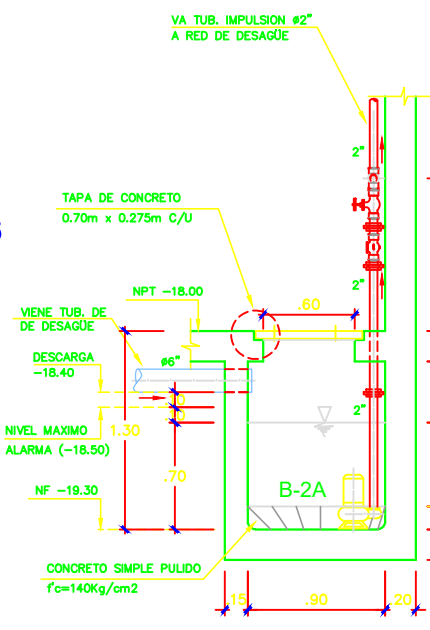 VA TUB. IMPULSION ø2"
A RED DE DESAGÜE
2"
TAPA DE CONCRETO
0.70m x 0.275m C/U
2"
NPT -18.00
.60
VIENE TUB. DE
DE DESAGÜE
DESCARGA
-18.40
ø6"
.10
.10
2"
NIVEL MAXIMO
ALARMA (-18.50)
1.30
.70
NF -19.30
B-2A
CONCRETO SIMPLE PULIDO
f'c=140Kg/cm2
.15
.90
.20